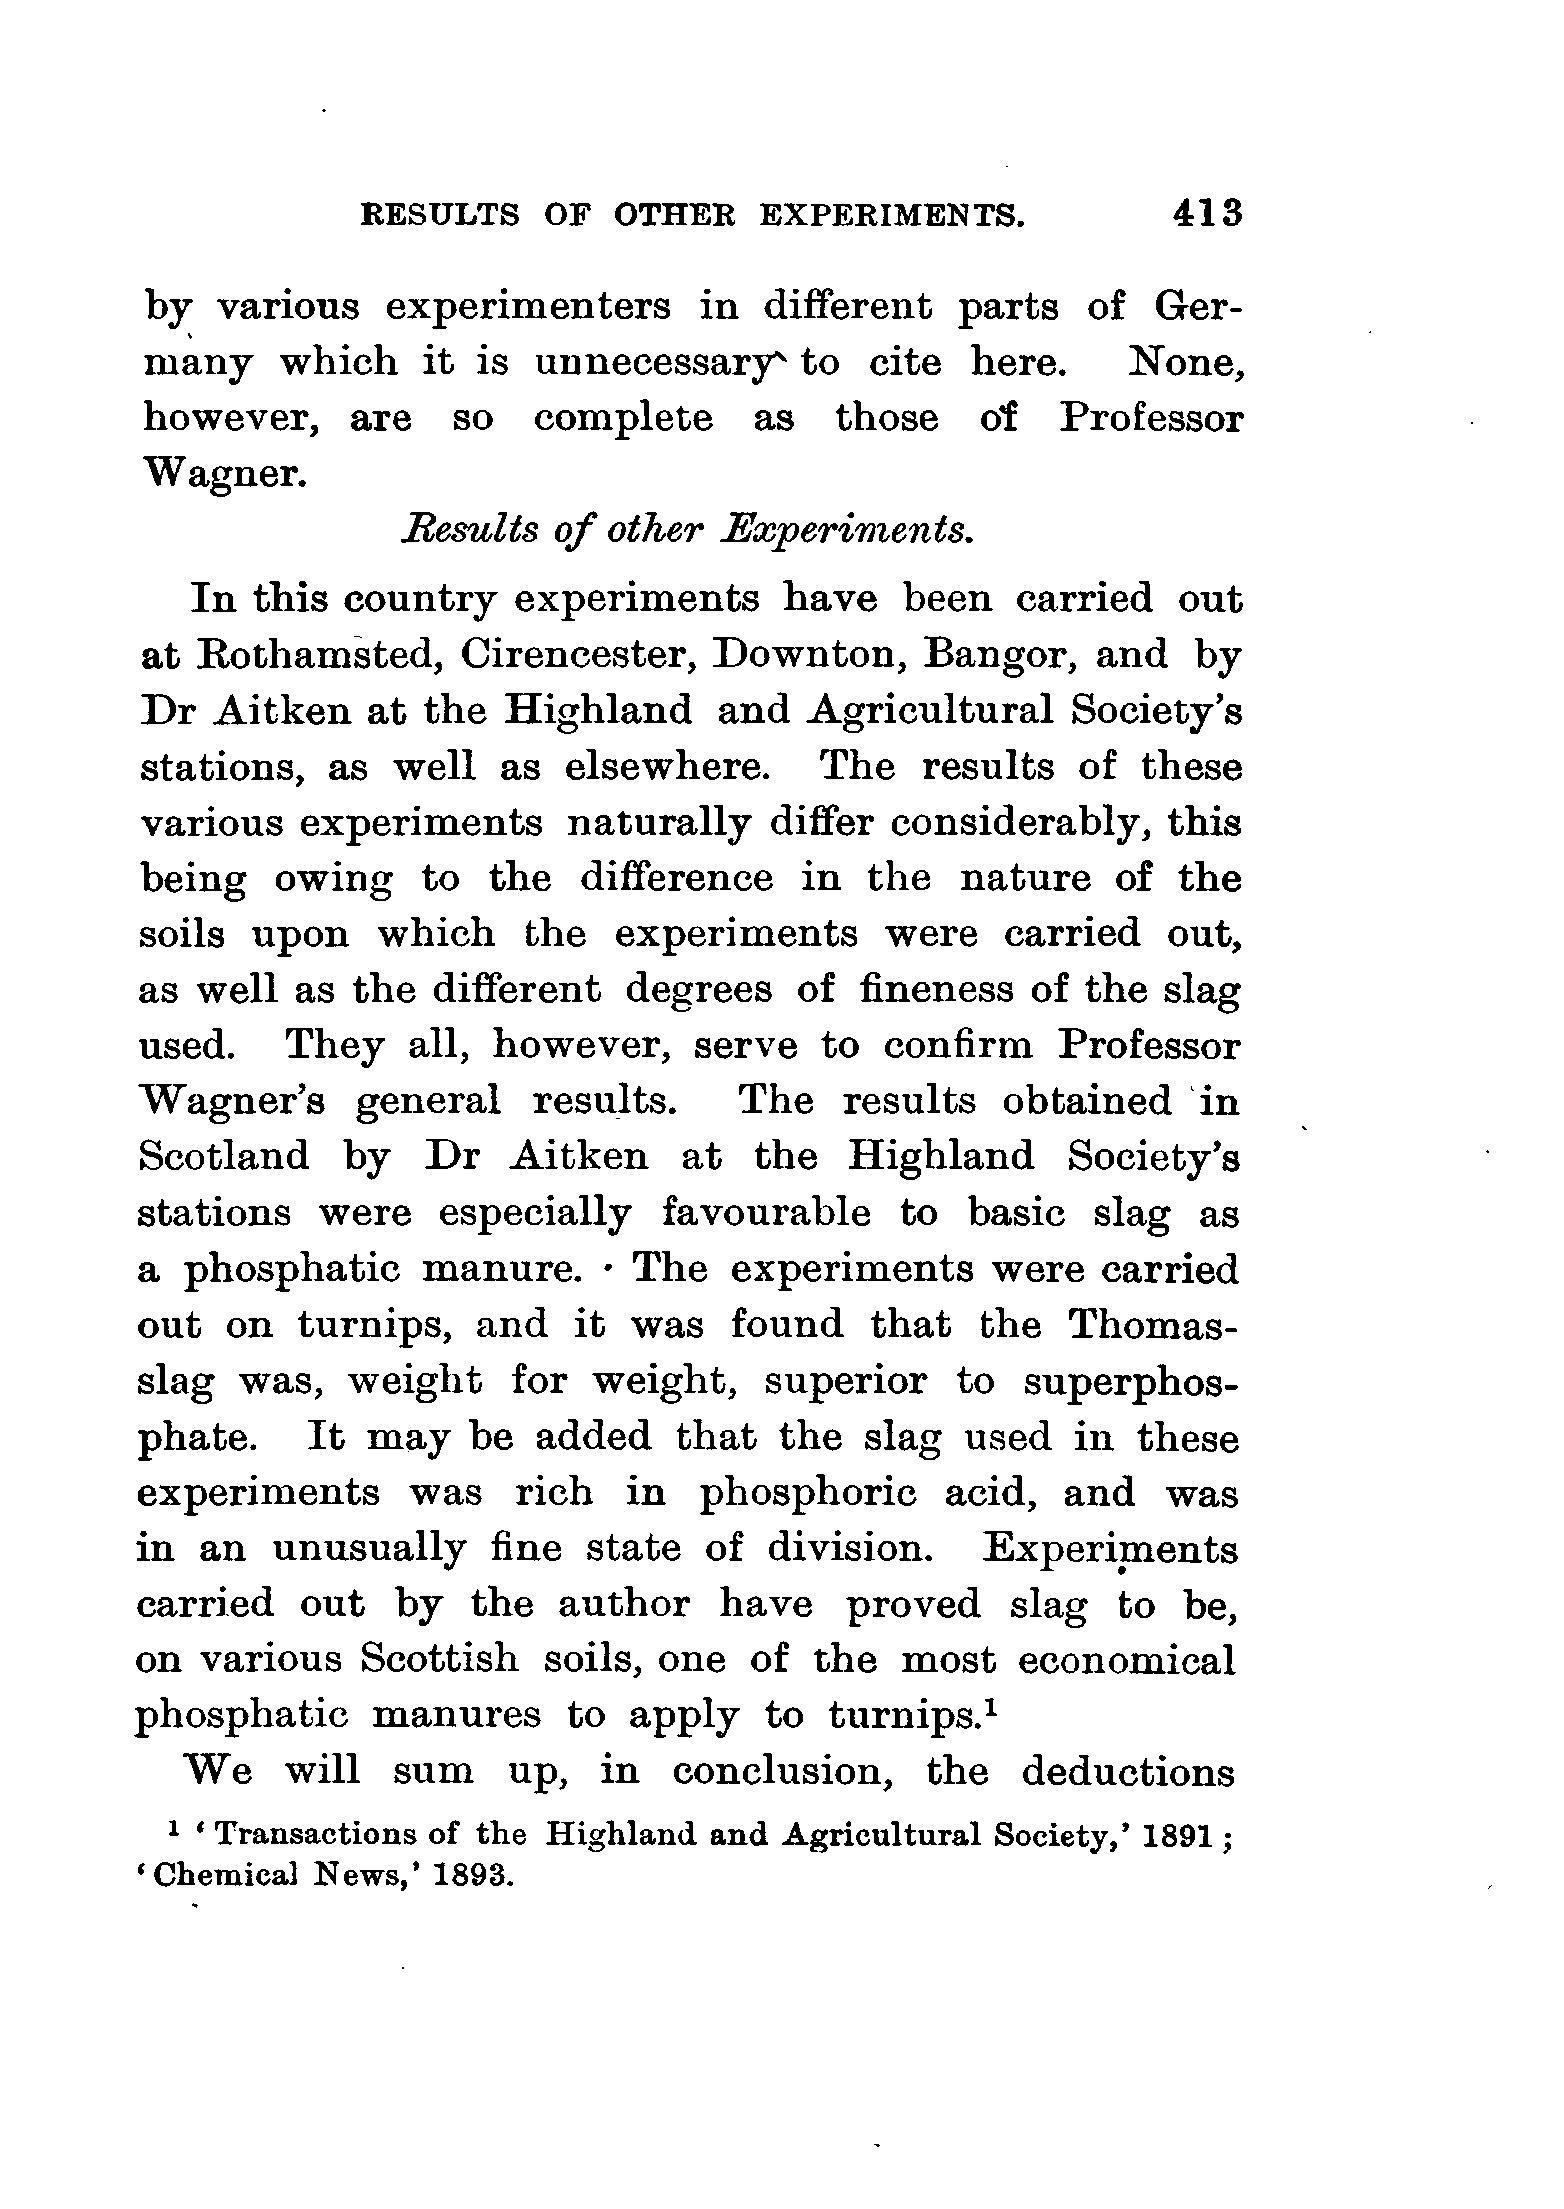 RESULTS OF OTHER EXPERIMENTS. 413
by various experimenters in different parts of Ger-
many which it is unnecessary to cite here. None,
however, are so complete as those of Professor
Wagner.
Results of other Experiments.
In this country experiments have been carried out
at Rothamsted, Cirencester, Downton, Bangor, and by
Dr Aitken at the Highland and Agricultural Society's
stations, as well as elsewhere. The results of these
various experiments naturally differ considerably, this
being owing to the difference in the nature of the
soils upon which the experiments were carried out,
as well as the different degrees of fineness of the slag
used. They all, however, serve to confirm Professor
Wagner's general results. The results obtained in
Scotland by Dr Aitken at the Highland Society's
stations were especially favourable to basic slag as
a phosphatic manure. The experiments were carried
out on turnips, and it was found that the Thomas-
slag was, weight for weight, superior to superphos-
phate. It may be added that the slag used in these
experiments was rich in phosphoric acid, and was
in an unusually fine state of division. Experiments
carried out by the author have proved slag to be,
on various Scottish soils, one of the most economical
phosphatic manures to apply to turnips.¹
We will sum up, in conclusion, the deductions
¹ ‘Transactions of the Highland and Agricultural Society,’ 1891;
‘Chemical News,’ 1893.